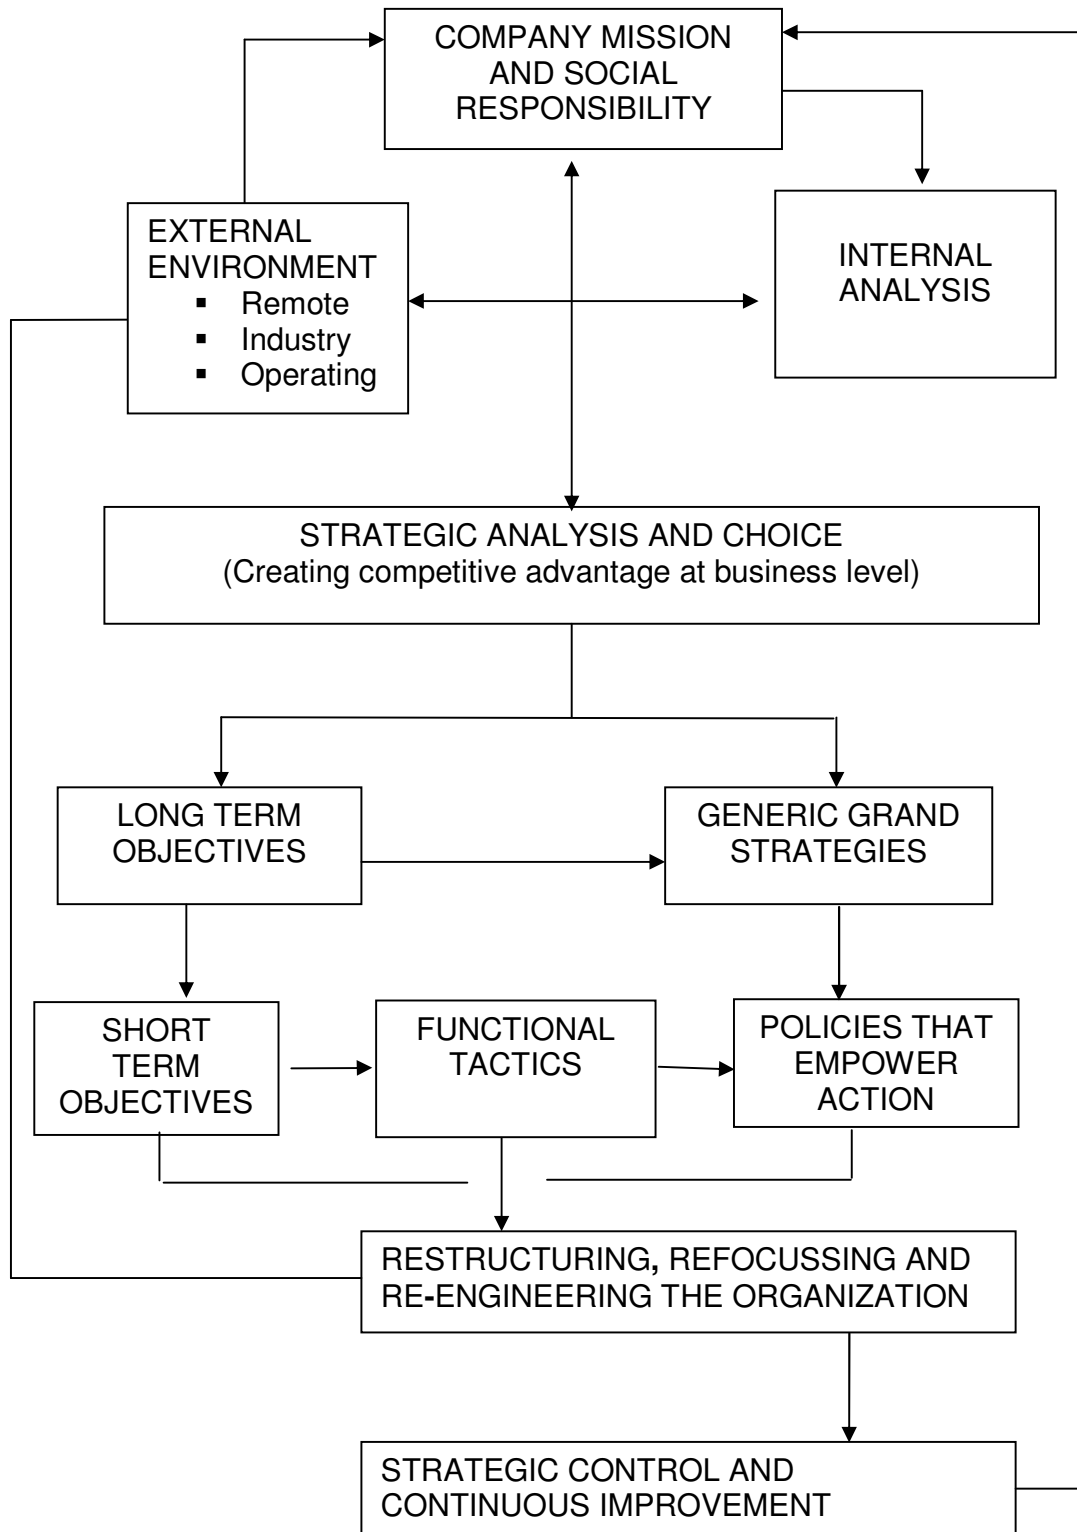 COMPANY MISSION
AND SOCIAL
RESPONSIBILITY
EXTERNAL
ENVIRONMENT
▪ Remote
▪ Industry
▪ Operating
INTERNAL
ANALYSIS
STRATEGIC ANALYSIS AND CHOICE
(Creating competitive advantage at business level)
LONG TERM
OBJECTIVES
GENERIC GRAND
STRATEGIES
SHORT
TERM
OBJECTIVES
FUNCTIONAL
TACTICS
POLICIES THAT
EMPOWER
ACTION
RESTRUCTURING, REFOCUSSING AND
RE-ENGINEERING THE ORGANIZATION
STRATEGIC CONTROL AND
CONTINUOUS IMPROVEMENT